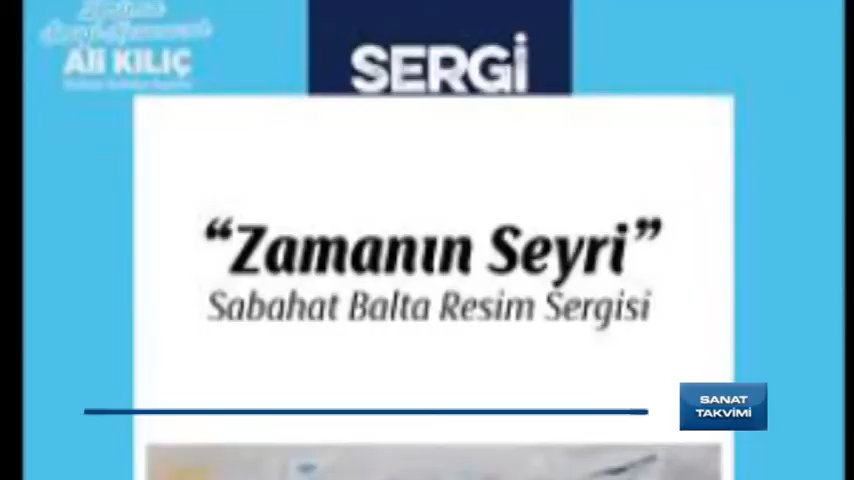 Ali KILIÇ
SERGİ
"Zamanın Seyri"
Sabahat Balta Resim Sergisi
SANAT
TAKVİMİ